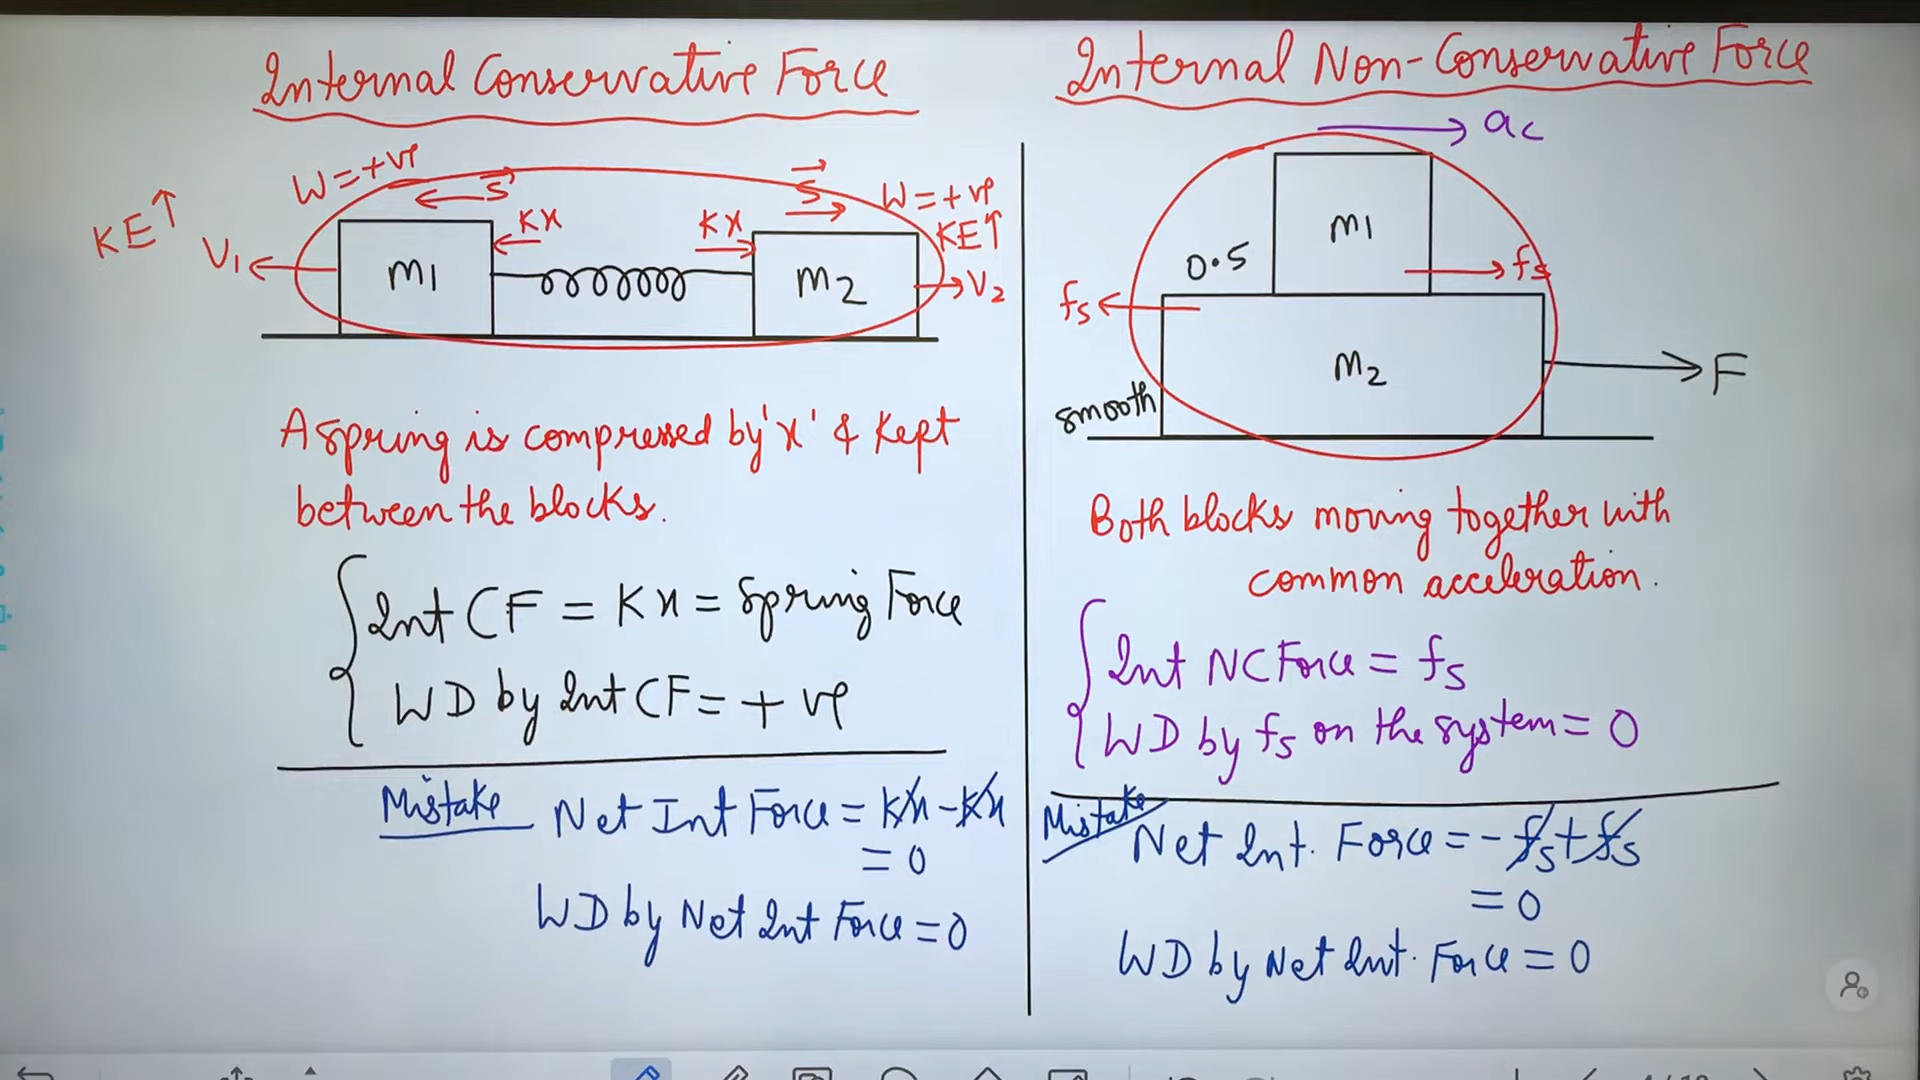 Internal Conservative Force
W=+ve
S
S
W=+ve
KE↑
KE↑
V1
Kx
Kx
m1
m2
V2
A spring is compressed by 'x' & Kept
between the blocks.
Int CF = Kx = Spring Force
WD by Int CF = + ve
Mistake Net Int Force = Kx - Kx
= 0
WD by Net Int Force = 0
Internal Non-Conservative Force
ac
m1
0.5
fs
fs
m2
F
smooth
Both blocks moving together with
common acceleration.
Int NC Force = fs
WD by fs on the system = 0
Mistake Net Int. Force = - fs + fs
= 0
WD by Net Int. Force = 0